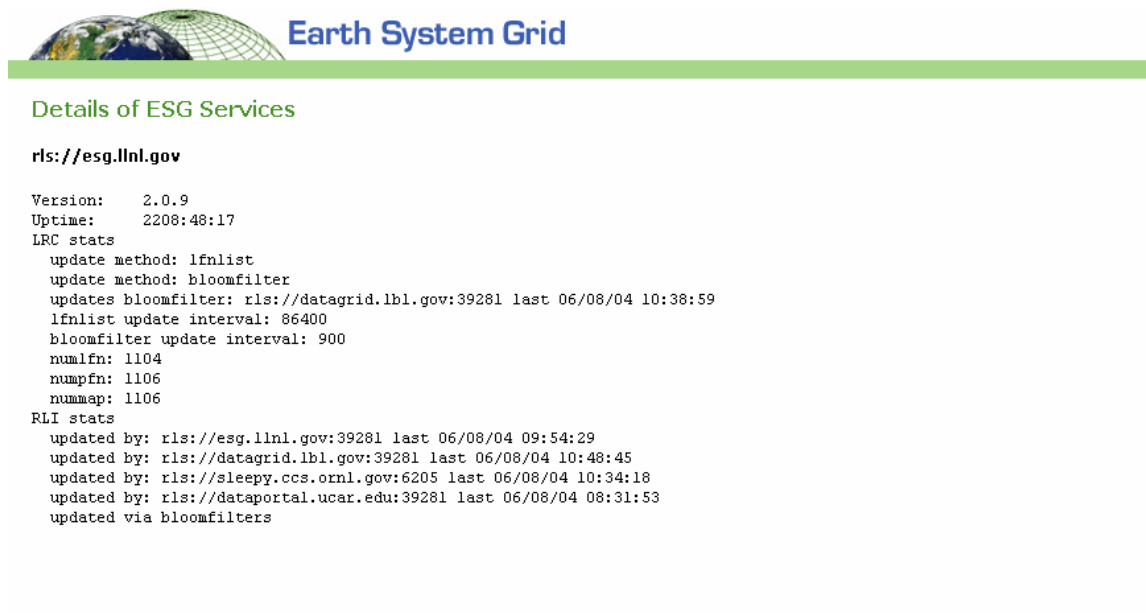 Earth System Grid
Details of ESG Services
rls://esg.llnl.gov
Version: 2.0.9
Uptime: 2208:48:17
LRC stats
update method: lfnlist
update method: bloomfilter
updates bloomfilter: rls://datagrid.lbl.gov:39281 last 06/08/04 10:38:59
lfnlist update interval: 86400
bloomfilter update interval: 900
numlfn: 1104
numpfn: 1106
nummap: 1106
RLI stats
updated by: rls://esg.llnl.gov:39281 last 06/08/04 09:54:29
updated by: rls://datagrid.lbl.gov:39281 last 06/08/04 10:48:45
updated by: rls://sleepy.ccs.ornl.gov:6205 last 06/08/04 10:34:18
updated by: rls://dataportal.ucar.edu:39281 last 06/08/04 08:31:53
updated via bloomfilters